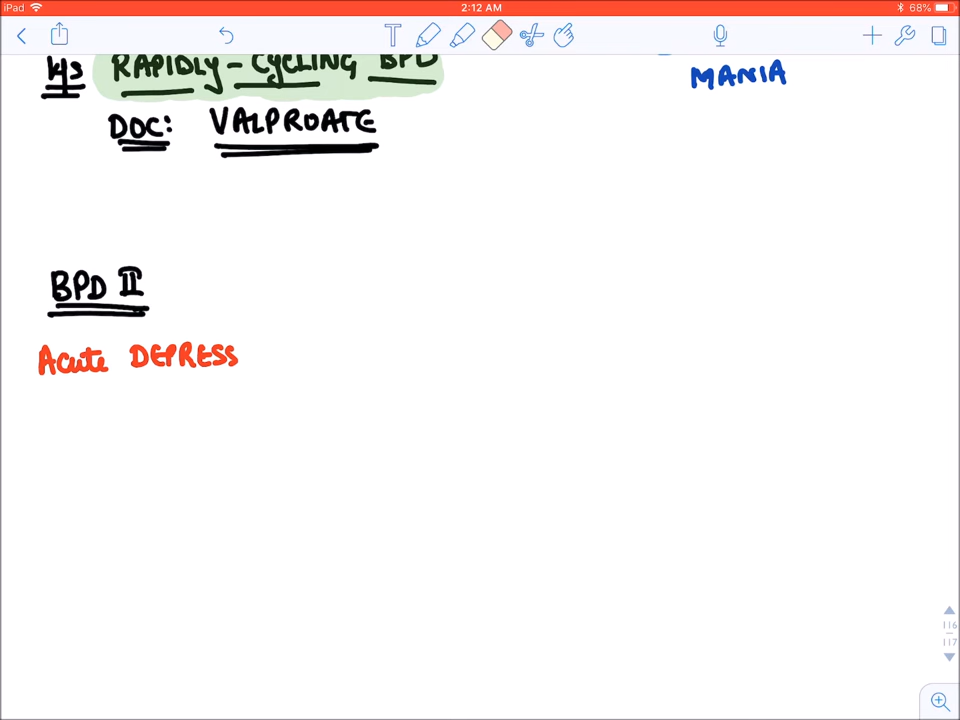 iPad 2:12 AM 68%
T
RAPIDLY-CYCLING BPD
MANIA
DOC: VALPROATE
BPD II
Acute DEPRESS
116
117